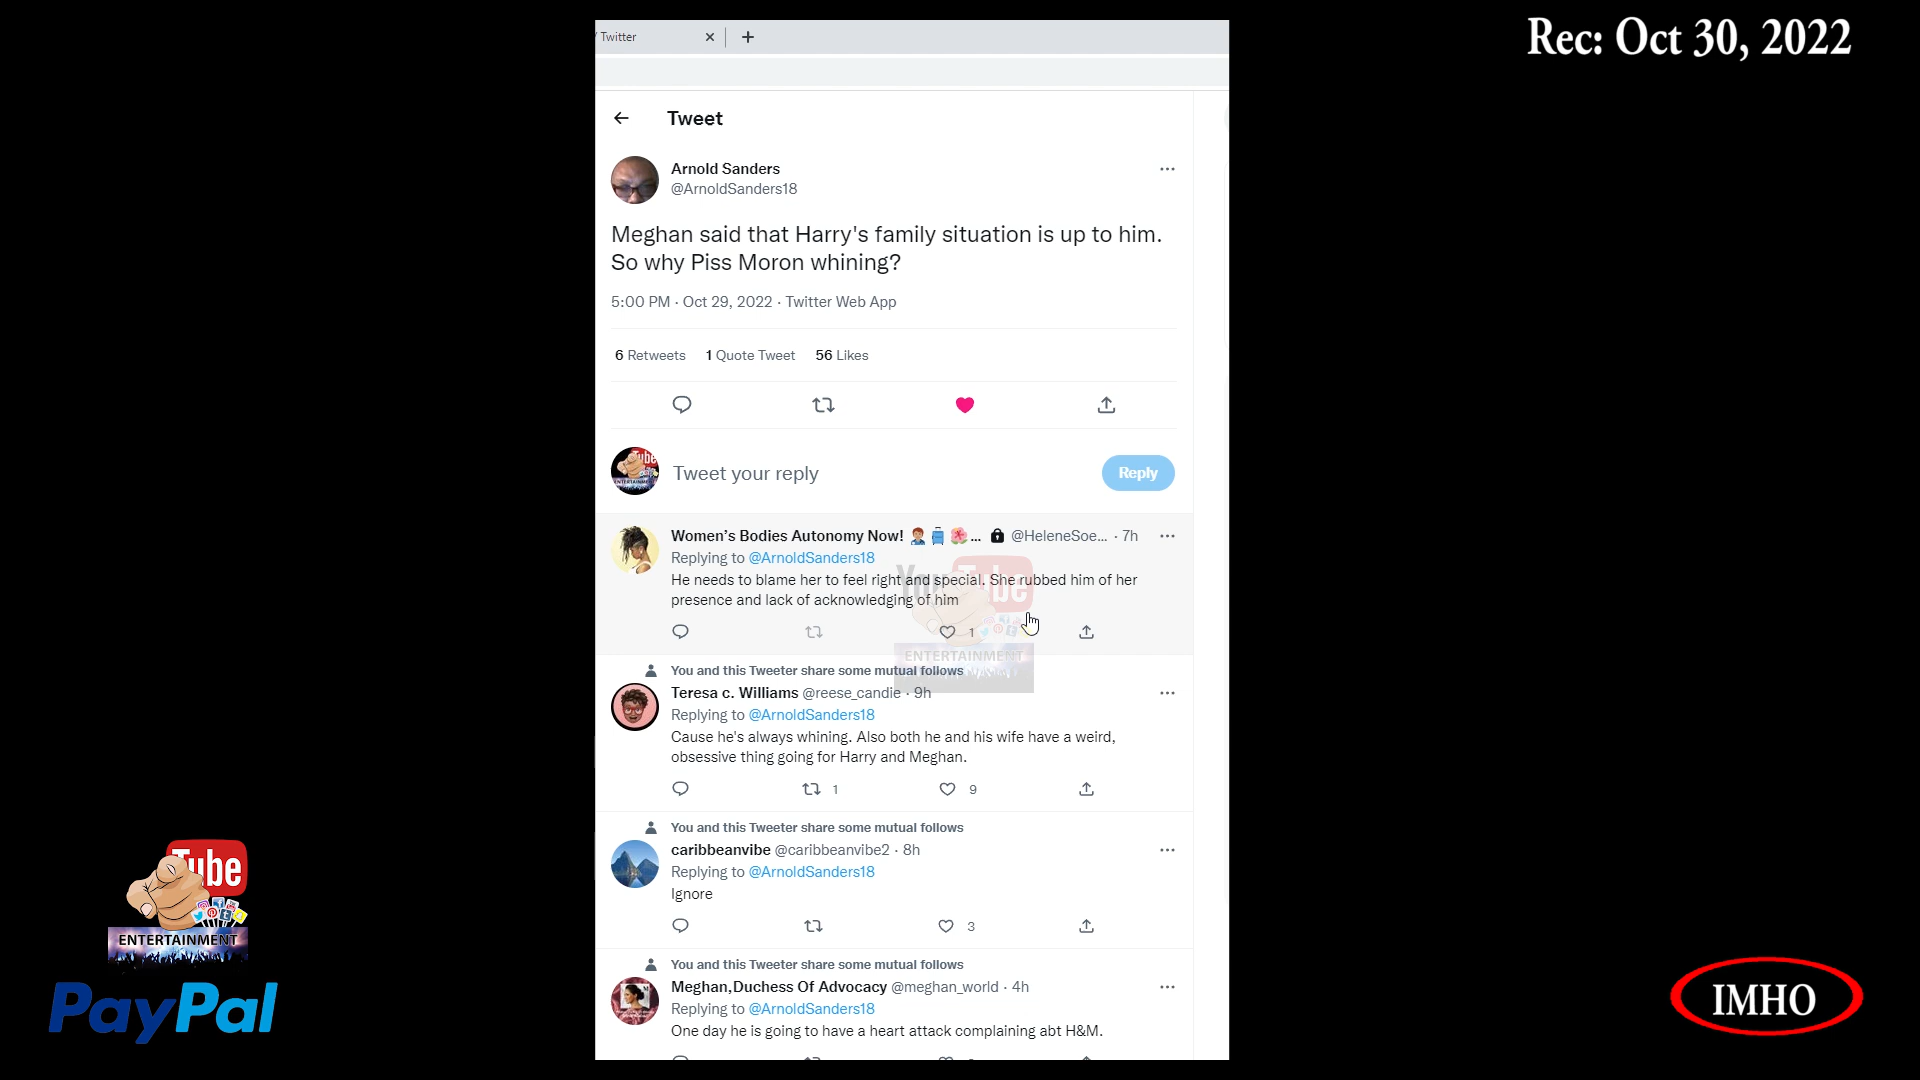 / Twitter
Rec: Oct 30, 2022
Tweet
Arnold Sanders
@ArnoldSanders18
Meghan said that Harry's family situation is up to him.
So why Piss Moron whining?
5:00 PM · Oct 29, 2022 · Twitter Web App
6 Retweets 1 Quote Tweet 56 Likes
Tweet your reply
Reply
Women's Bodies Autonomy Now! ... @HeleneSoe... · 7h
Replying to @ArnoldSanders18
He needs to blame her to feel right and special. She rubbed him of her
presence and lack of acknowledging of him
1
YouTube
ENTERTAINMENT
You and this Tweeter share some mutual follows
Teresa c. Williams @reese_candie · 9h
Replying to @ArnoldSanders18
Cause he's always whining. Also both he and his wife have a weird,
obsessive thing going for Harry and Meghan.
1 9
You and this Tweeter share some mutual follows
caribbeanvibe @caribbeanvibe2 · 8h
Replying to @ArnoldSanders18
Ignore
3
You and this Tweeter share some mutual follows
Meghan,Duchess Of Advocacy @meghan_world · 4h
Replying to @ArnoldSanders18
One day he is going to have a heart attack complaining abt H&M.
Tube
ENTERTAINMENT
PayPal
IMHO